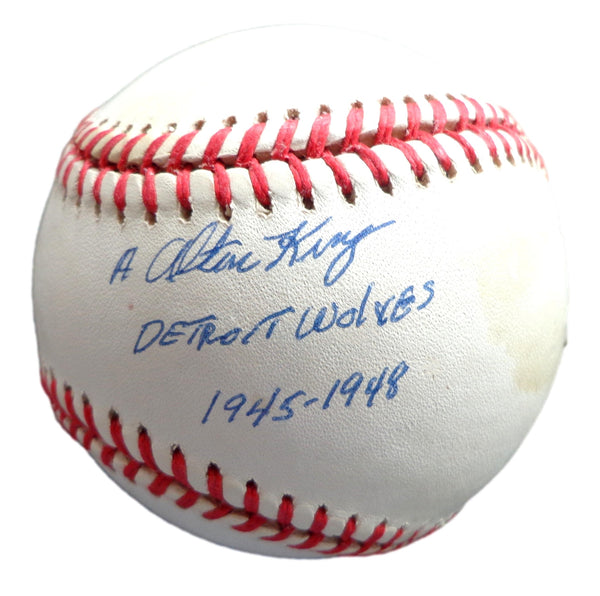 A Alton King
DETROIT WOLVES
1945-1948